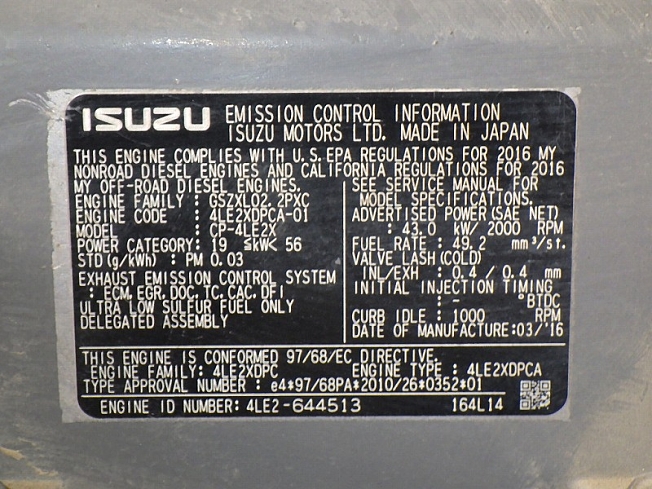 ISUZU EMISSION CONTROL INFORMATION
ISUZU MOTORS LTD. MADE IN JAPAN
THIS ENGINE COMPLIES WITH U.S.EPA REGULATIONS FOR 2016 MY
NONROAD DIESEL ENGINES AND CALIFORNIA REGULATIONS FOR 2016
MY OFF-ROAD DIESEL ENGINES.
ENGINE FAMILY : GSZXL02.2PXC
ENGINE CODE : 4LE2XDPCA-01
MODEL : CP-4LE2X
POWER CATEGORY: 19 ≦kW< 56
STD (g/kWh) : PM 0.03
EXHAUST EMISSION CONTROL SYSTEM
: ECM, EGR, DOC, TC, CAC, DFI
ULTRA LOW SULFUR FUEL ONLY
DELEGATED ASSEMBLY
SEE SERVICE MANUAL FOR
MODEL SPECIFICATIONS.
ADVERTISED POWER(SAE NET)
: 43.0 kW/ 2000 RPM
FUEL RATE: 49.2 mm³/st.
VALVE LASH(COLD)
INL/EXH : 0.4 / 0.4 mm
INITIAL INJECTION TIMING
: - °BTDC
CURB IDLE : 1000 RPM
DATE OF MANUFACTURE:03/'16
THIS ENGINE IS CONFORMED 97/68/EC DIRECTIVE.
ENGINE FAMILY: 4LE2XDPC ENGINE TYPE : 4LE2XDPCA
TYPE APPROVAL NUMBER : e4*97/68PA*2010/26*0352*01
ENGINE ID NUMBER: 4LE2-644513 164L14